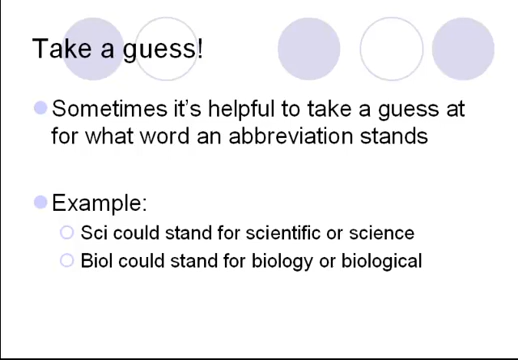 Take a guess!
Sometimes it's helpful to take a guess at
for what word an abbreviation stands
Example:
Sci could stand for scientific or science
Biol could stand for biology or biological